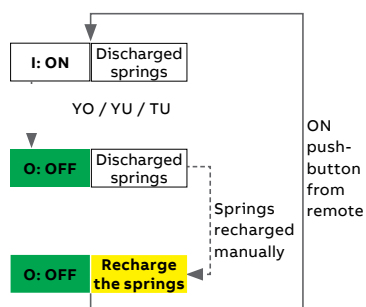 I: ON
Discharged
springs
YO / YU / TU
O: OFF
Discharged
springs
ON
push-
button
from
remote
Springs
recharged
manually
O: OFF
Recharge
the springs